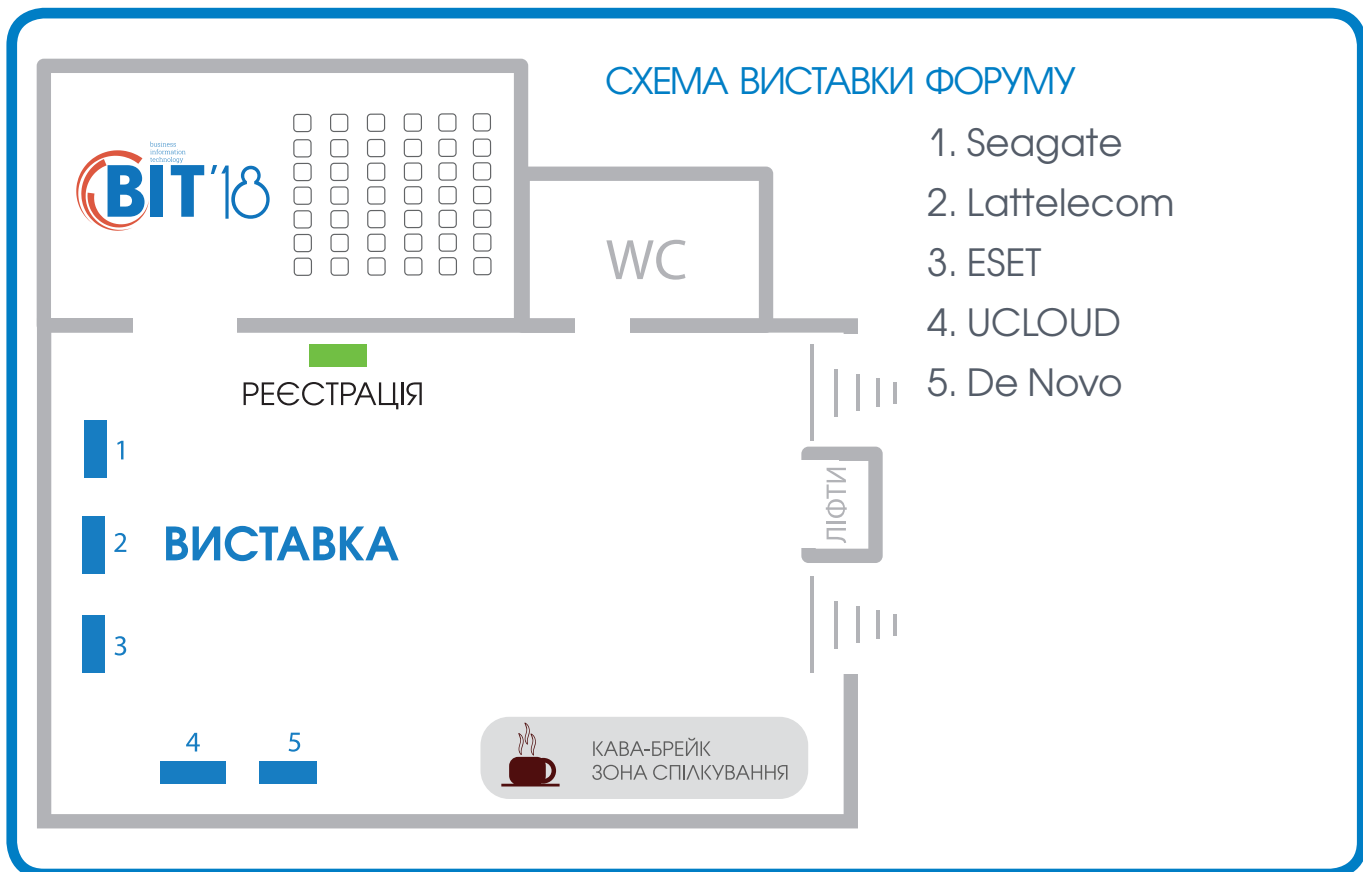 СХЕМА ВИСТАВКИ ФОРУМУ
business
information
technology
BIT'18
WC
1. Seagate
2. Lattelecom
3. ESET
4. UCLOUD
5. De Novo
РЕЄСТРАЦІЯ
1
ЛІФТИ
2
ВИСТАВКА
3
4
5
КАВА-БРЕЙК
ЗОНА СПІЛКУВАННЯ